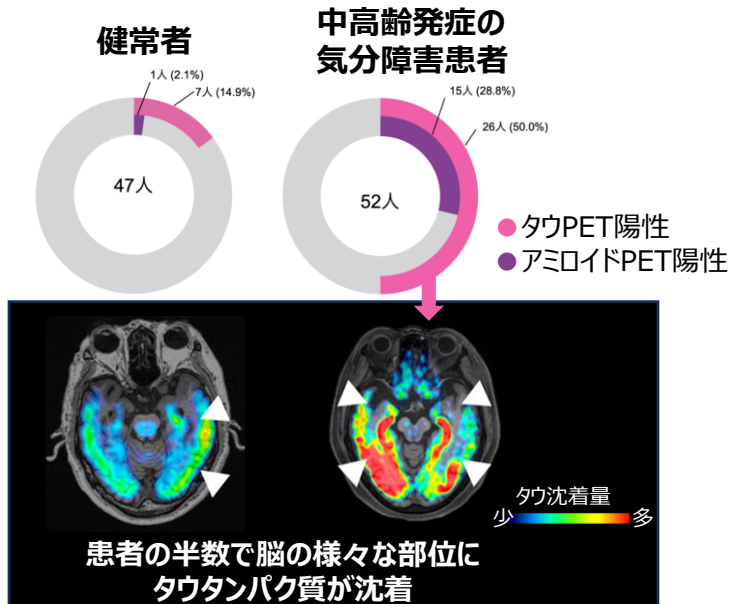 健常者
1人 (2.1%)
7人 (14.9%)
47人
中高齢発症の
気分障害患者
15人 (28.8%)
26人 (50.0%)
52人
タウPET陽性
アミロイドPET陽性
タウ沈着量
少 多
患者の半数で脳の様々な部位に
タウタンパク質が沈着